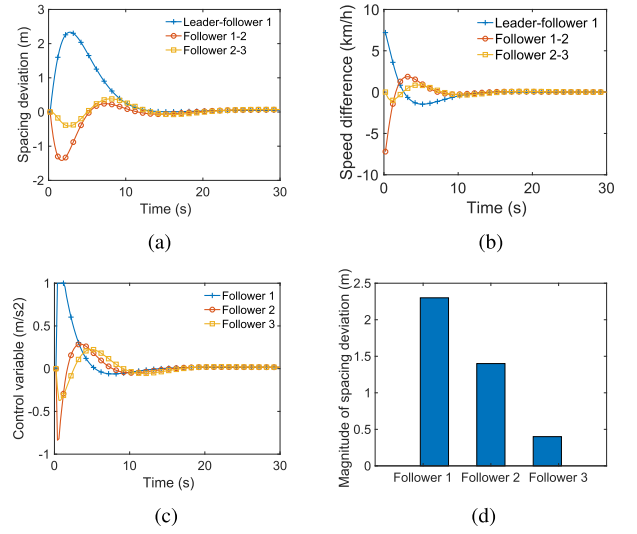 3
2
1
0
-1
-2
Spacing deviation (m)
Leader-follower 1
Follower 1-2
Follower 2-3
0 10 20 30
Time (s)
(a)
10
5
0
-5
-10
Speed difference (km/h)
Leader-follower 1
Follower 1-2
Follower 2-3
0 10 20 30
Time (s)
(b)
1
0.5
0
-0.5
-1
Control variable (m/s2)
Follower 1
Follower 2
Follower 3
0 10 20 30
Time (s)
(c)
2.5
2
1.5
1
0.5
0
Magnitude of spacing deviation (m)
Follower 1 Follower 2 Follower 3
(d)